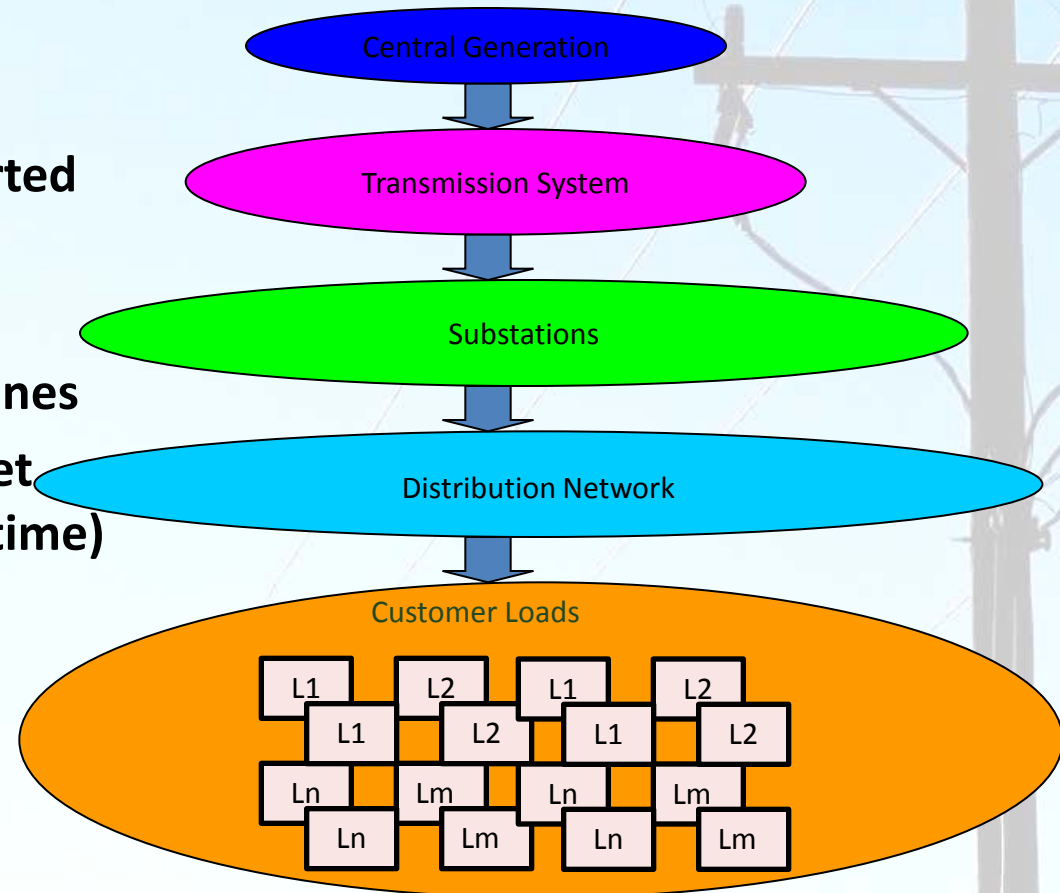 Central Generation
rted
Transmission System
Substations
nes
et
Distribution Network
time)
Customer Loads
L1 L2 L1 L2
L1 L2 L1 L2
Ln Lm Ln Lm
Ln Lm Ln Lm